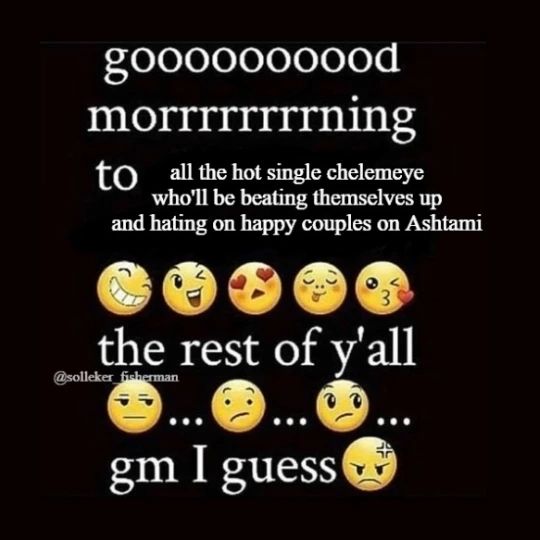 goooooooood
morrrrrrrrning
to all the hot single chelemeye
who'll be beating themselves up
and hating on happy couples on Ashtami
the rest of y'all
@solleker_fisherman
... ... ...
gm I guess